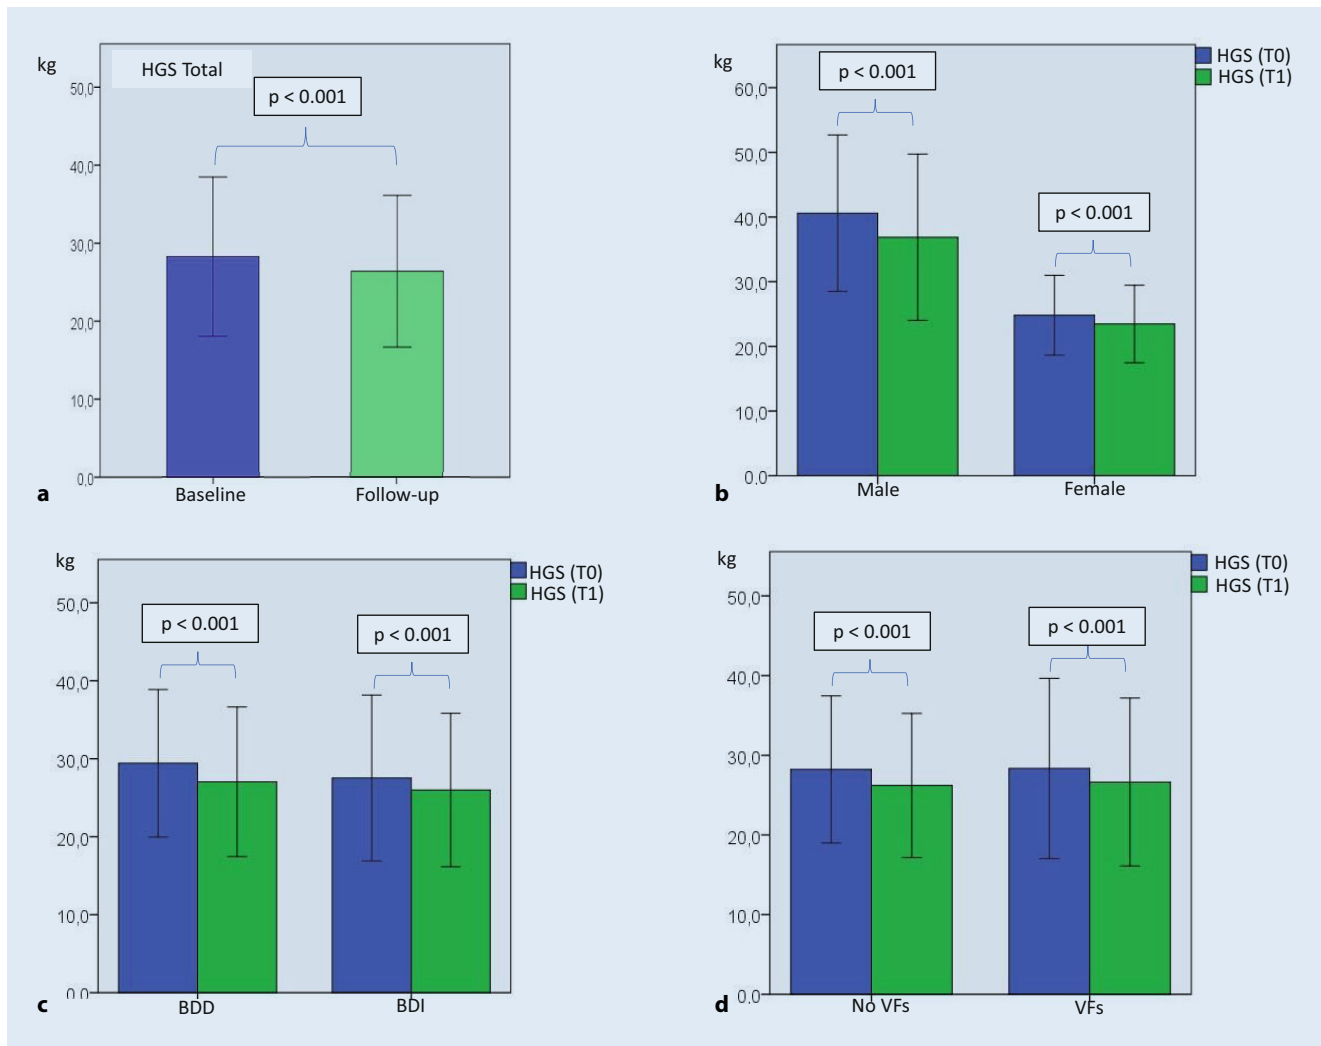 kg
HGS Total
p < 0.001
50,0
40,0
30,0
20,0
10,0
0,0
Baseline
Follow-up
a
kg
HGS (T0)
HGS (T1)
p < 0.001
p < 0.001
60,0
50,0
40,0
30,0
20,0
10,0
0,0
Male
Female
b
kg
HGS (T0)
HGS (T1)
p < 0.001
p < 0.001
50,0
40,0
30,0
20,0
10,0
0,0
BDD
BDI
c
kg
HGS (T0)
HGS (T1)
p < 0.001
p < 0.001
50,0
40,0
30,0
20,0
10,0
0,0
No VFs
VFs
d